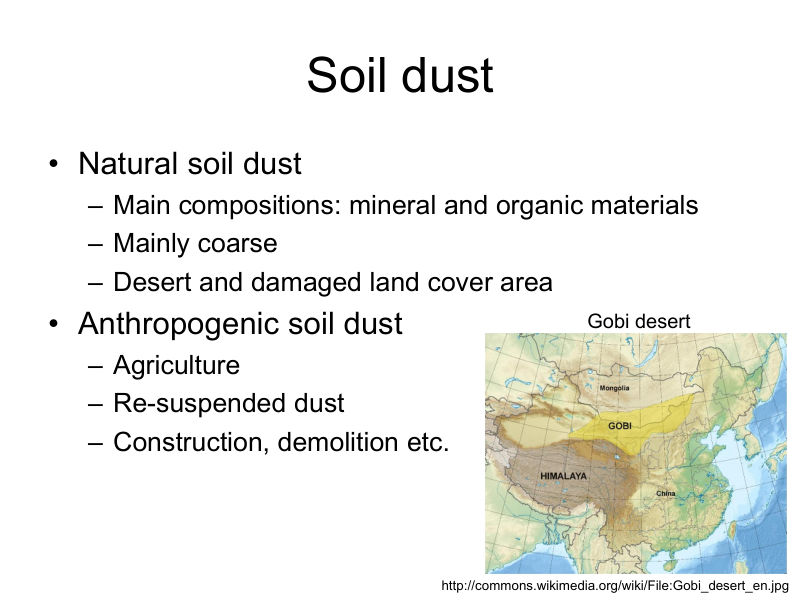 Soil dust
• Natural soil dust
– Main compositions: mineral and organic materials
– Mainly coarse
– Desert and damaged land cover area
• Anthropogenic soil dust
– Agriculture
– Re-suspended dust
– Construction, demolition etc.
Gobi desert
Mongolia
GOBI
HIMALAYA
China
http://commons.wikimedia.org/wiki/File:Gobi_desert_en.jpg